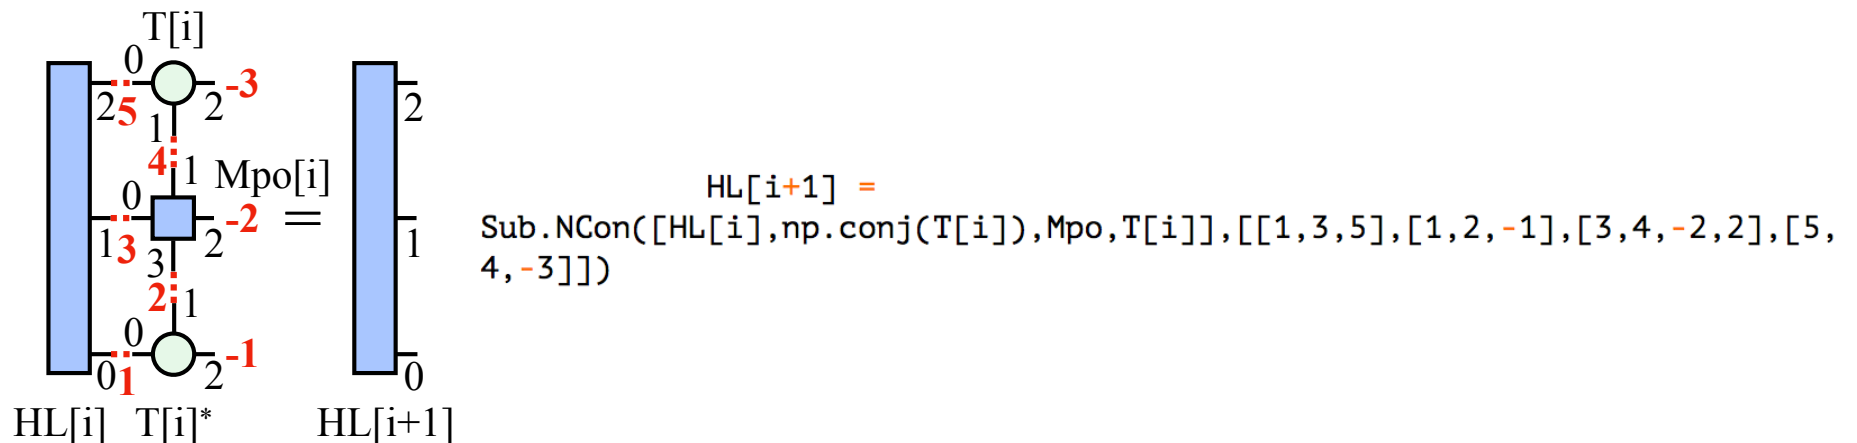 T[i]
0
2 5 2 -3
1
4 1 Mpo[i]
0
1 3 2 -2 =
3
2 1
0
0 1 2 -1
HL[i] T[i]*
2
1
0
HL[i+1]
HL[i+1] =
Sub.NCon([HL[i],np.conj(T[i]),Mpo,T[i]],[[1,3,5],[1,2,-1],[3,4,-2,2],[5,
4,-3]])